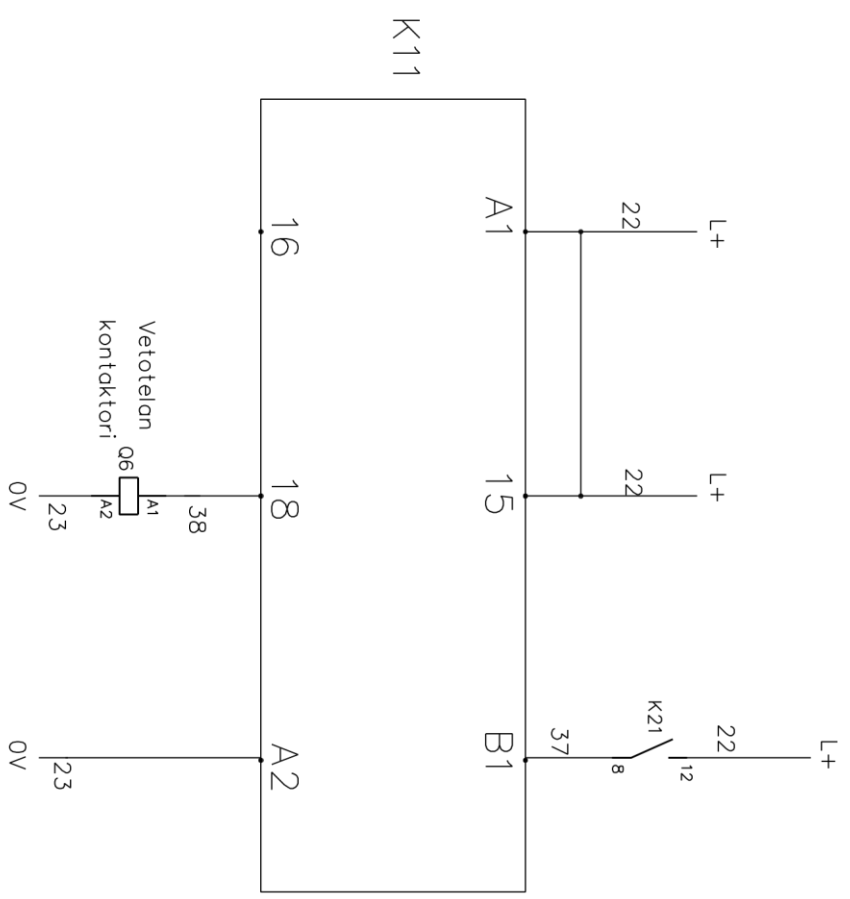 K11
L+
L+
L+
22
22
22
12
K21
8
37
A1
15
B1
16
18
A2
38
A1
Q6
A2
Vetotelan
kontaktori
23
23
0V
0V